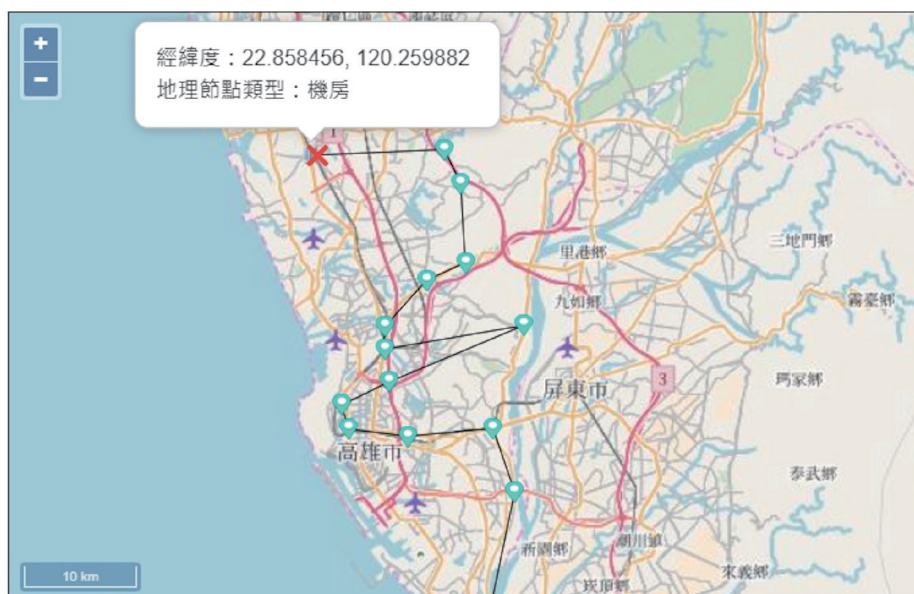 +
−
經緯度：22.858456, 120.259882
地理節點類型：機房
1
里港鄉
三地門鄉
九如鄉
霧臺鄉
3
瑪家鄉
屏東市
高雄市
泰武鄉
新園鄉
潮州鎮
來義鄉
崁頂鄉
10 km